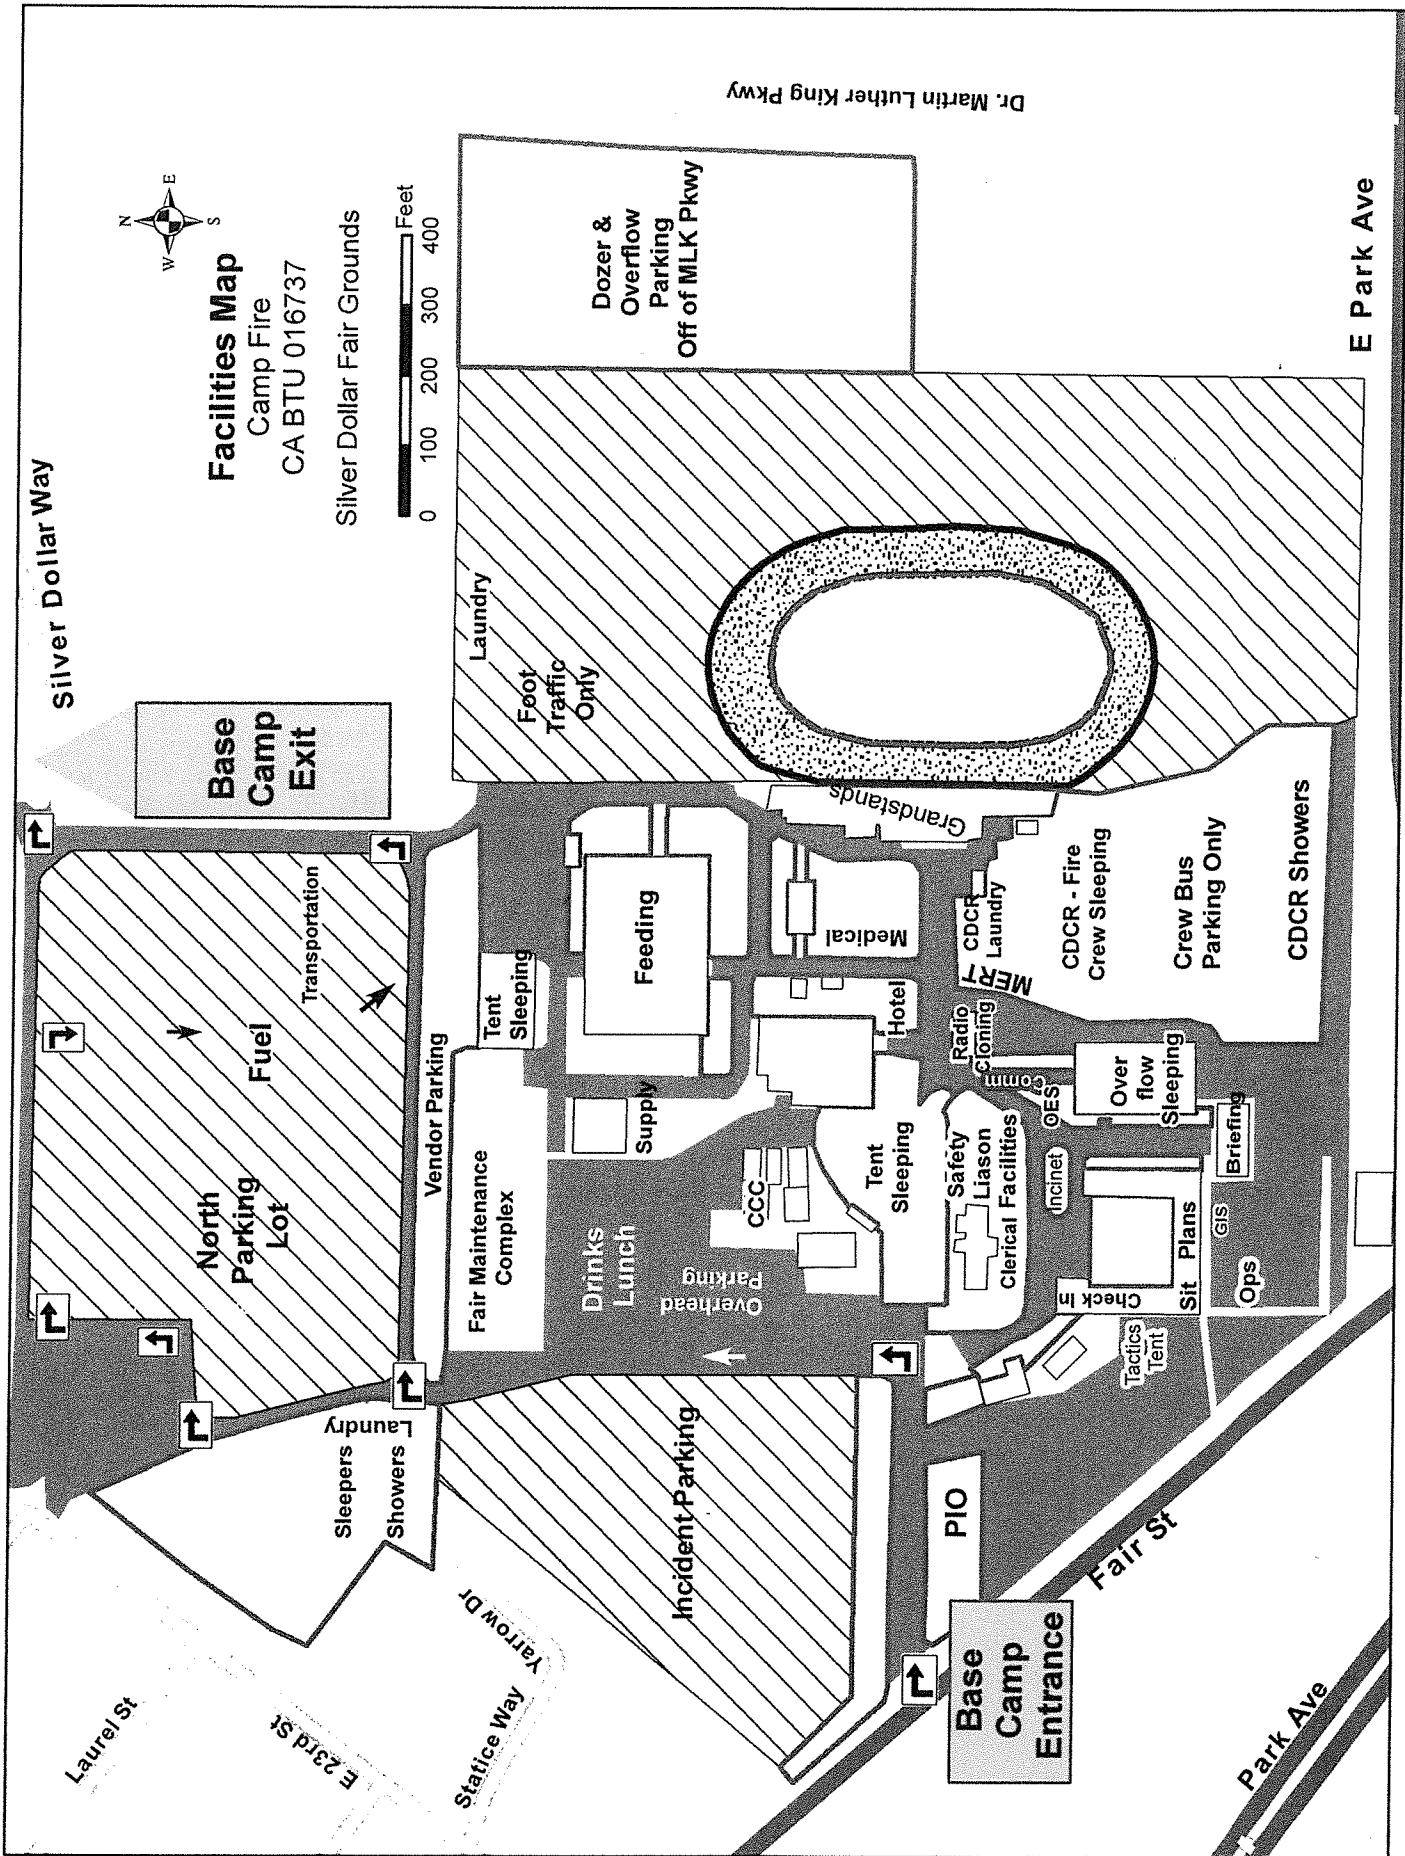 Silver Dollar Way
N
W
E
S
Facilities Map
Camp Fire
CA BTU 016737
Silver Dollar Fair Grounds
0
100
200
300
400
Feet
Base
Camp
Exit
Dr. Martin Luther King Pkwy
Dozer &
Overflow
Parking
Off of MLK Pkwy
Laundry
Foot
Traffic
Only
Transportation
Fuel
North
Parking
Lot
Vendor Parking
Tent
Sleeping
Fair Maintenance
Complex
Feeding
Supply
Grandstands
Medical
Hotel
Drinks
Lunch
CCC
Overhead
Parking
Tent
Sleeping
Laundry
Sleepers
Showers
Incident Parking
Laurel St
E 23rd St
Yarrow Dr
Statice Way
Safety
Liason
Clerical Facilities
Radio
cloning
comm
OES
MERT
CDCR
Laundry
CDCR - Fire
Crew Sleeping
Crew Bus
Parking Only
CDCR Showers
Over
flow
Sleeping
Briefing
Incinet
Check In
Sit Plans
GIS
Ops
Tactics
Tent
PIO
Base
Camp
Entrance
Fair St
Park Ave
E Park Ave